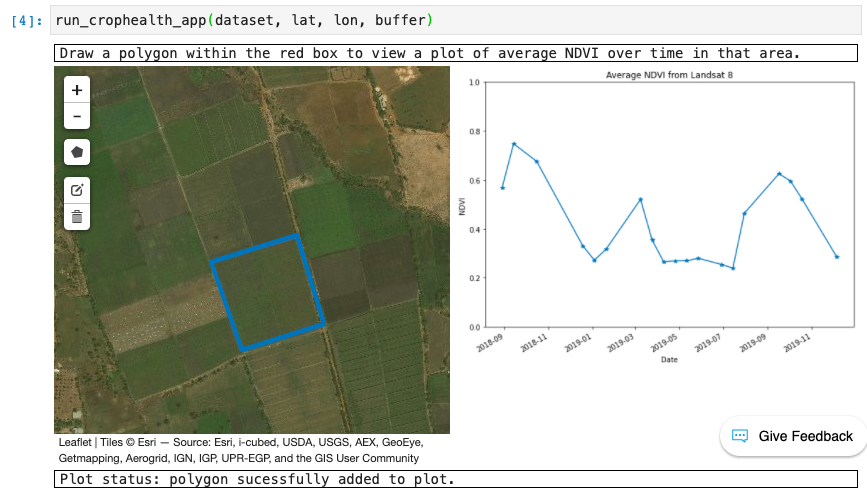 [4]: run_crophealth_app(dataset, lat, lon, buffer)
Draw a polygon within the red box to view a plot of average NDVI over time in that area.
+
−
Average NDVI from Landsat 8
1.0
0.8
0.6
0.4
0.2
0.0
NDVI
2018-09
2018-11
2019-01
2019-03
2019-05
2019-07
2019-09
2019-11
Date
Leaflet | Tiles © Esri — Source: Esri, i-cubed, USDA, USGS, AEX, GeoEye,
Getmapping, Aerogrid, IGN, IGP, UPR-EGP, and the GIS User Community
Give Feedback
Plot status: polygon sucessfully added to plot.